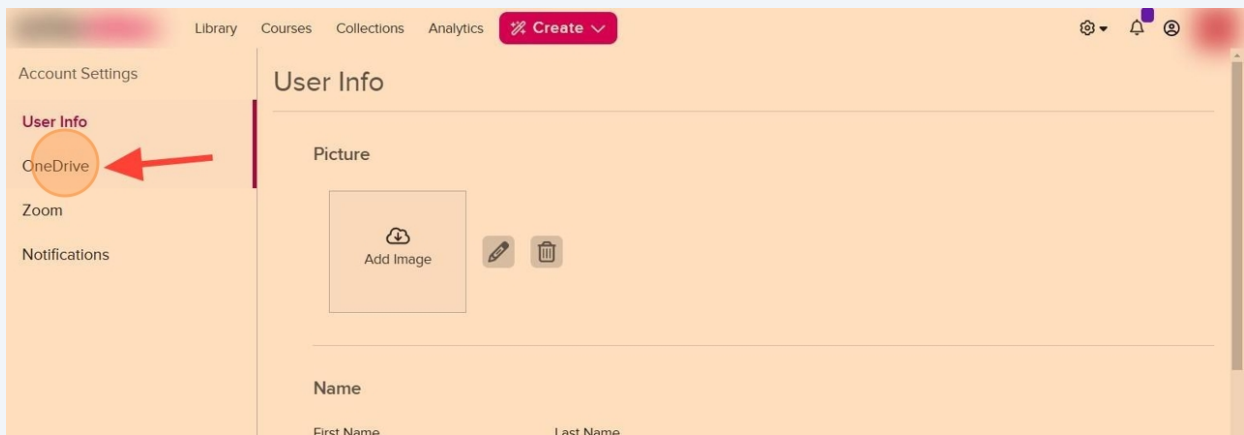 Library Courses Collections Analytics Create
Account Settings
User Info
OneDrive
Zoom
Notifications
User Info
Picture
Add Image
Name
First Name Last Name